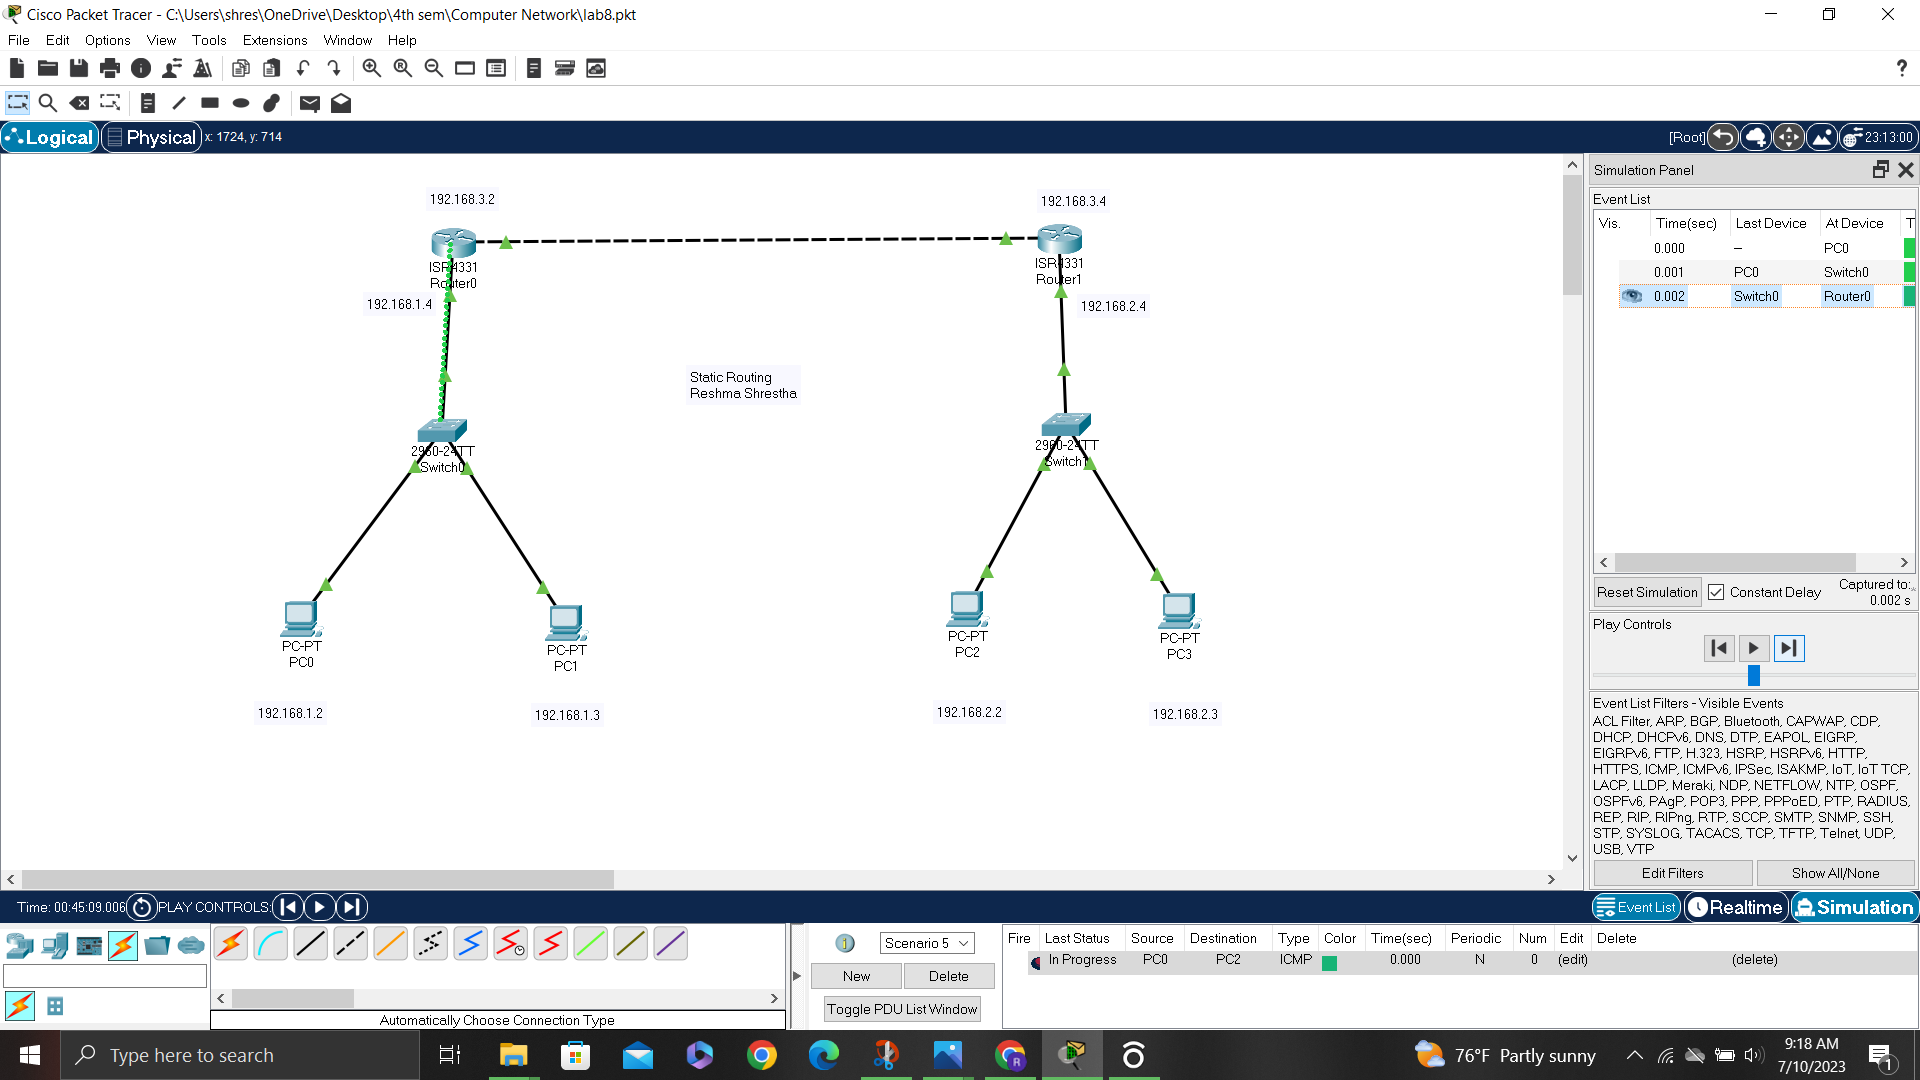 Cisco Packet Tracer - C:\Users\shres\OneDrive\Desktop\4th sem\Computer Network\lab8.pkt
File Edit Options View Tools Extensions Window Help
?
Logical Physical x: 1724, y: 714
[Root] 23:13:00
192.168.3.2
192.168.3.4
ISR4331
Router0
ISR4331
Router1
192.168.1.4
192.168.2.4
Static Routing
Reshma Shrestha
2960-24TT
Switch0
2960-24TT
Switch1
PC-PT
PC0
PC-PT
PC1
PC-PT
PC2
PC-PT
PC3
192.168.1.2
192.168.1.3
192.168.2.2
192.168.2.3
Simulation Panel
Event List
Vis. Time(sec) Last Device At Device T
0.000 -- PC0
0.001 PC0 Switch0
0.002 Switch0 Router0
Reset Simulation Constant Delay Captured to:
0.002 s
Play Controls
Event List Filters - Visible Events
ACL Filter, ARP, BGP, Bluetooth, CAPWAP, CDP,
DHCP, DHCPv6, DNS, DTP, EAPOL, EIGRP,
EIGRPv6, FTP, H.323, HSRP, HSRPv6, HTTP,
HTTPS, ICMP, ICMPv6, IPSec, ISAKMP, IoT, IoT TCP,
LACP, LLDP, Meraki, NDP, NETFLOW, NTP, OSPF,
OSPFv6, PAgP, POP3, PPP, PPPoED, PTP, RADIUS,
REP, RIP, RIPng, RTP, SCCP, SMTP, SNMP, SSH,
STP, SYSLOG, TACACS, TCP, TFTP, Telnet, UDP,
USB, VTP
Edit Filters Show All/None
Time: 00:45:09.006 PLAY CONTROLS:
Event List Realtime Simulation
Automatically Choose Connection Type
1 Scenario 5
New Delete
Toggle PDU List Window
Fire Last Status Source Destination Type Color Time(sec) Periodic Num Edit Delete
In Progress PC0 PC2 ICMP 0.000 N 0 (edit) (delete)
Type here to search
R
76°F Partly sunny
9:18 AM
7/10/2023
1